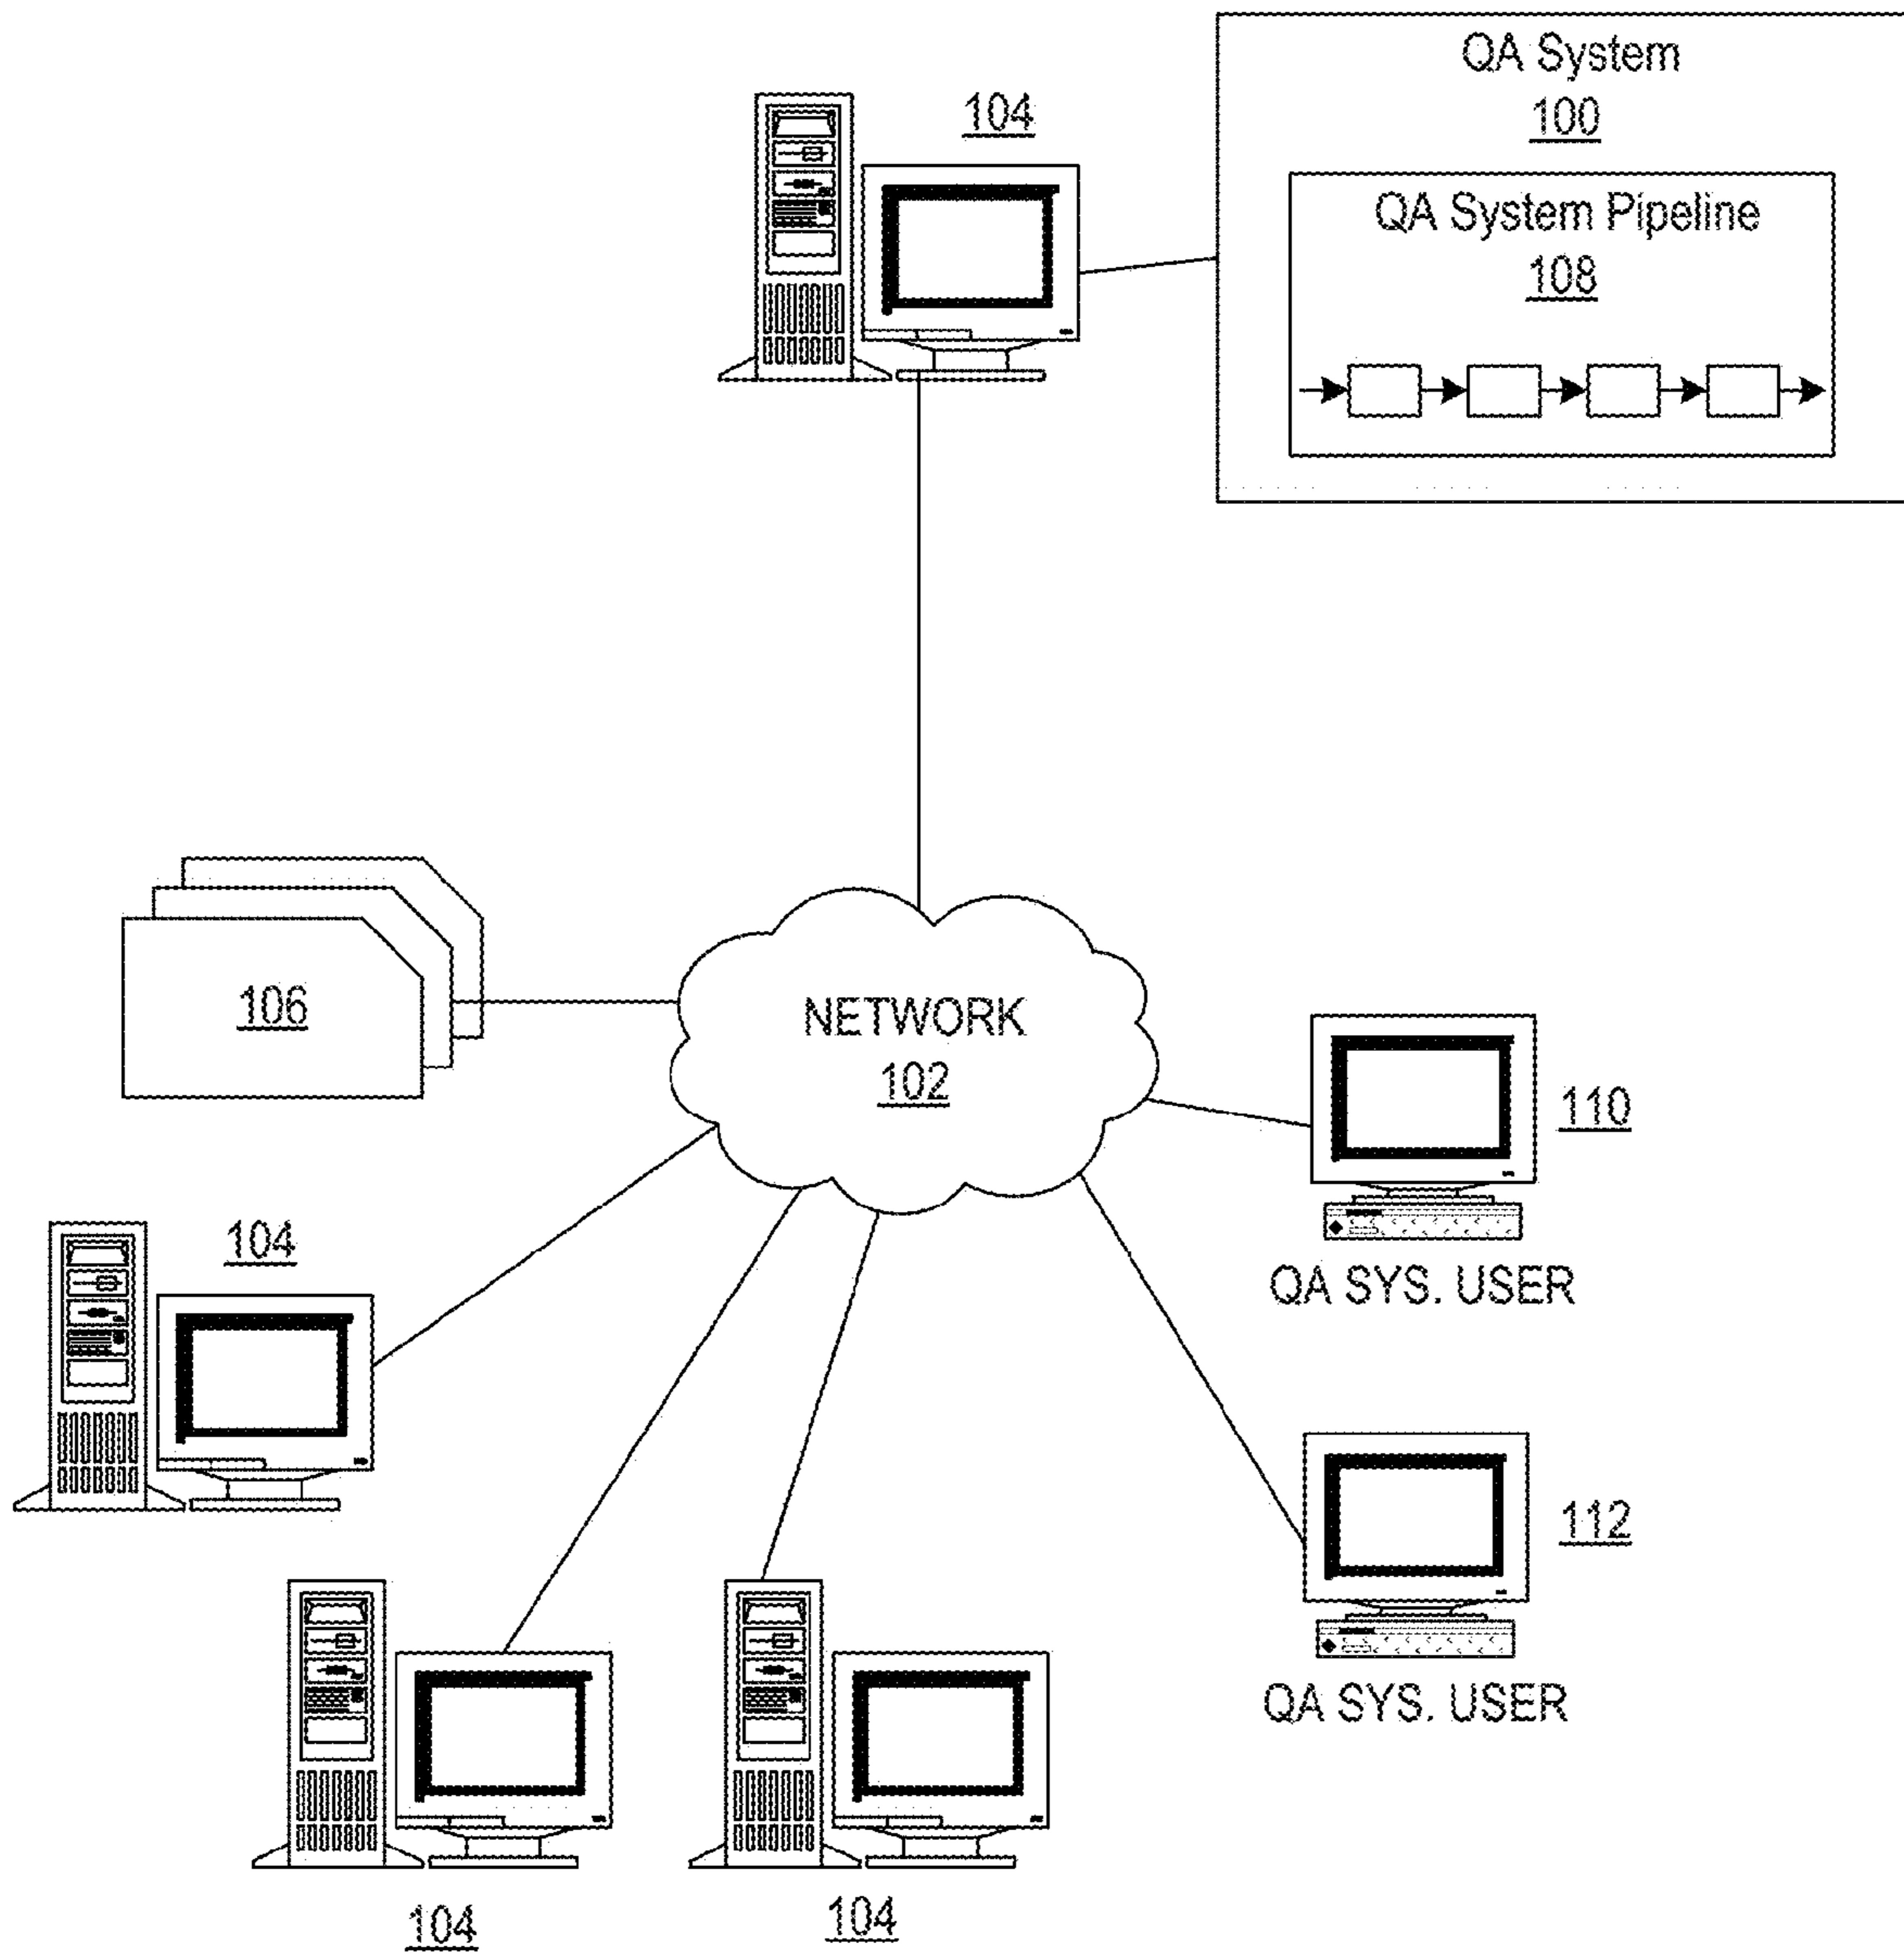 QA System
100
104
QA System Pipeline
108
106
NETWORK
102
110
QA SYS. USER
104
112
QA SYS. USER
104
104